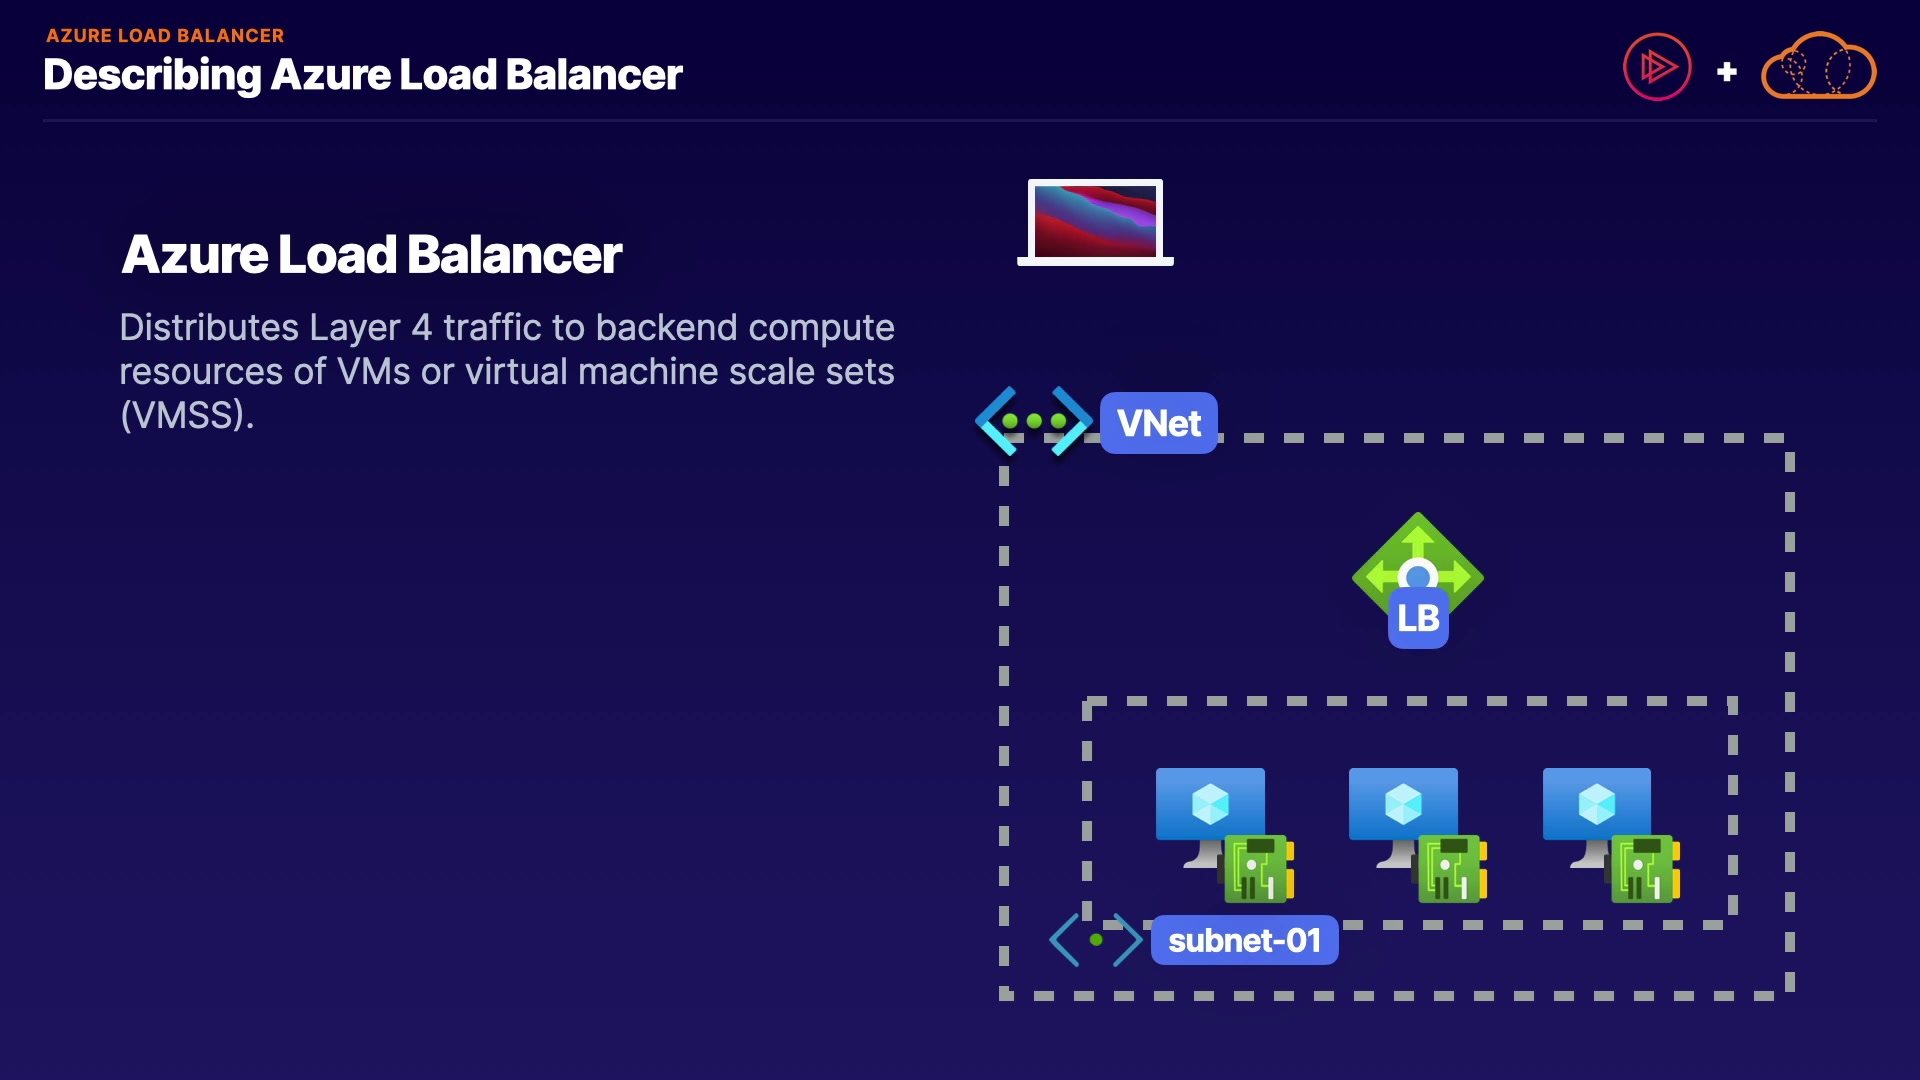 AZURE LOAD BALANCER
Describing Azure Load Balancer
Azure Load Balancer
Distributes Layer 4 traffic to backend compute
resources of VMs or virtual machine scale sets
(VMSS).
VNet
LB
subnet-01